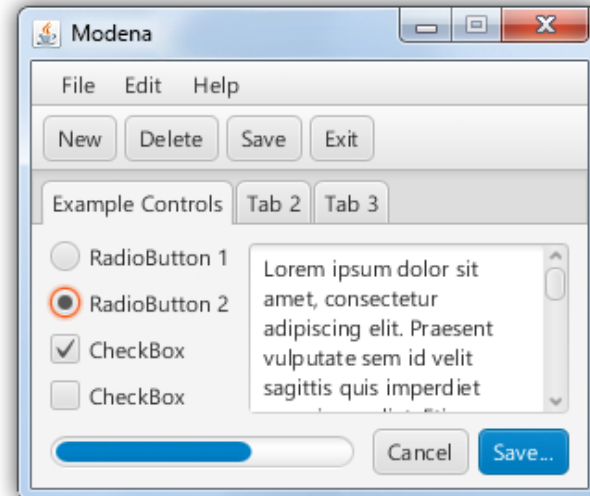 Modena
File Edit Help
New Delete Save Exit
Example Controls Tab 2 Tab 3
RadioButton 1
RadioButton 2
CheckBox
CheckBox
Lorem ipsum dolor sit
amet, consectetur
adipiscing elit. Praesent
vulputate sem id velit
sagittis quis imperdiet
Cancel Save...